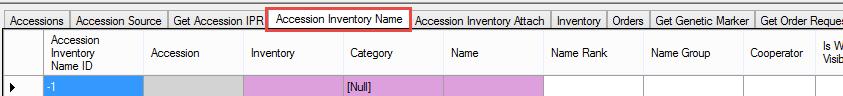 Accessions Accession Source Get Accession IPR Accession Inventory Name Accession Inventory Attach Inventory Orders Get Genetic Marker Get Order Reques
Accession Inventory Name ID Accession Inventory Category Name Name Rank Name Group Cooperator Is W Visib
-1 [Null]